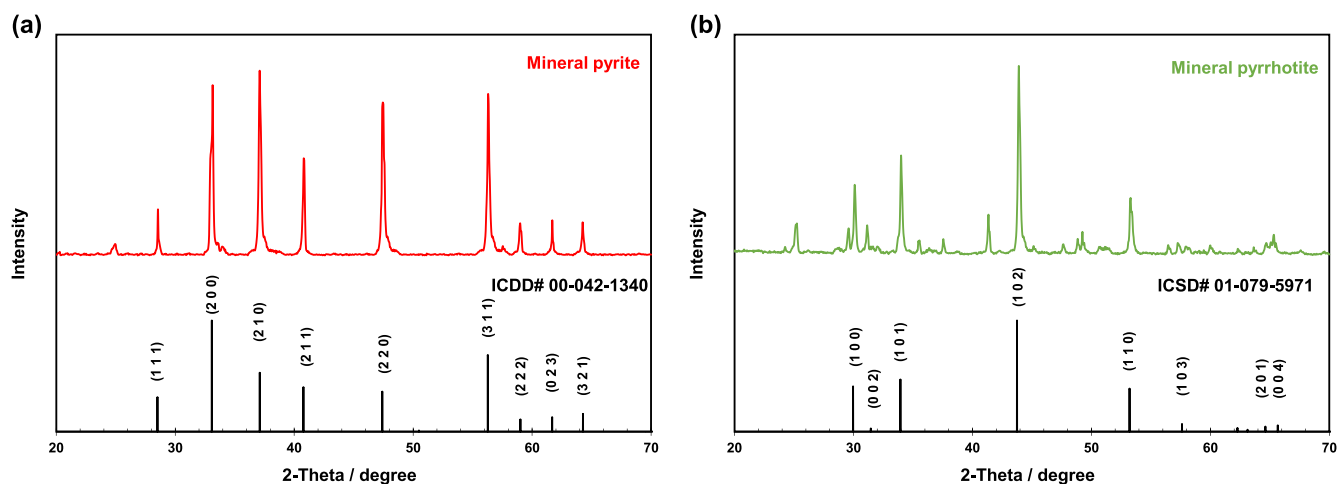 (a)
Mineral pyrite
Intensity
ICDD# 00-042-1340
(1 1 1)
(2 0 0)
(2 1 0)
(2 1 1)
(2 2 0)
(3 1 1)
(2 2 2)
(0 2 3)
(3 2 1)
20 30 40 50 60 70
2-Theta / degree
(b)
Mineral pyrrhotite
Intensity
ICSD# 01-079-5971
(1 0 0)
(0 0 2)
(1 0 1)
(1 0 2)
(1 1 0)
(1 0 3)
(2 0 1)
(0 0 4)
20 30 40 50 60 70
2-Theta / degree